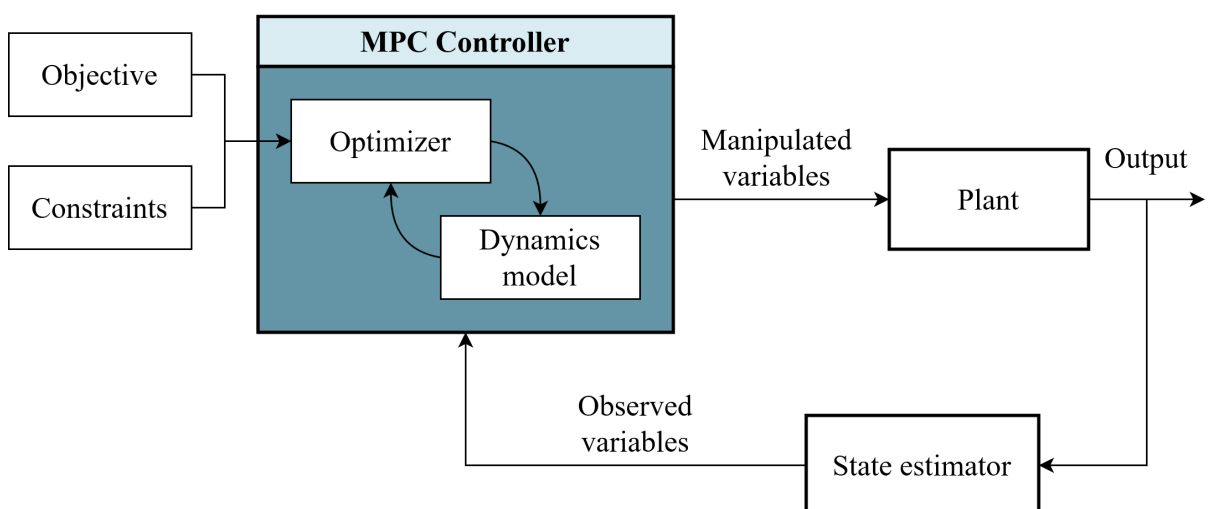 MPC Controller
Objective
Optimizer
Constraints
Dynamics
model
Manipulated
variables
Plant
Output
Observed
variables
State estimator